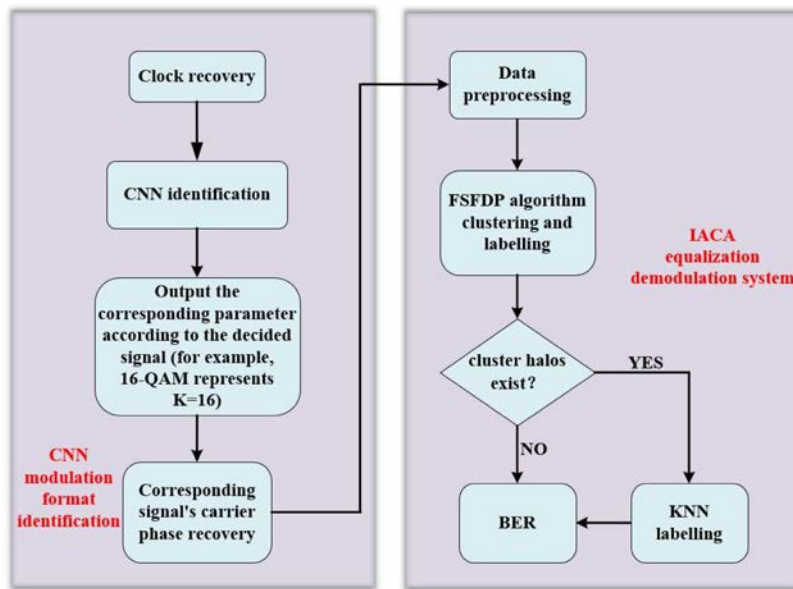 Clock recovery
CNN identification
Output the
corresponding parameter
according to the decided
signal (for example,
16-QAM represents
K=16)
CNN
modulation
format
identification
Corresponding
signal's carrier
phase recovery
Data
preprocessing
FSFDP algorithm
clustering and
labelling
IACA
equalization
demodulation system
cluster halos
exist?
YES
NO
BER
KNN
labelling